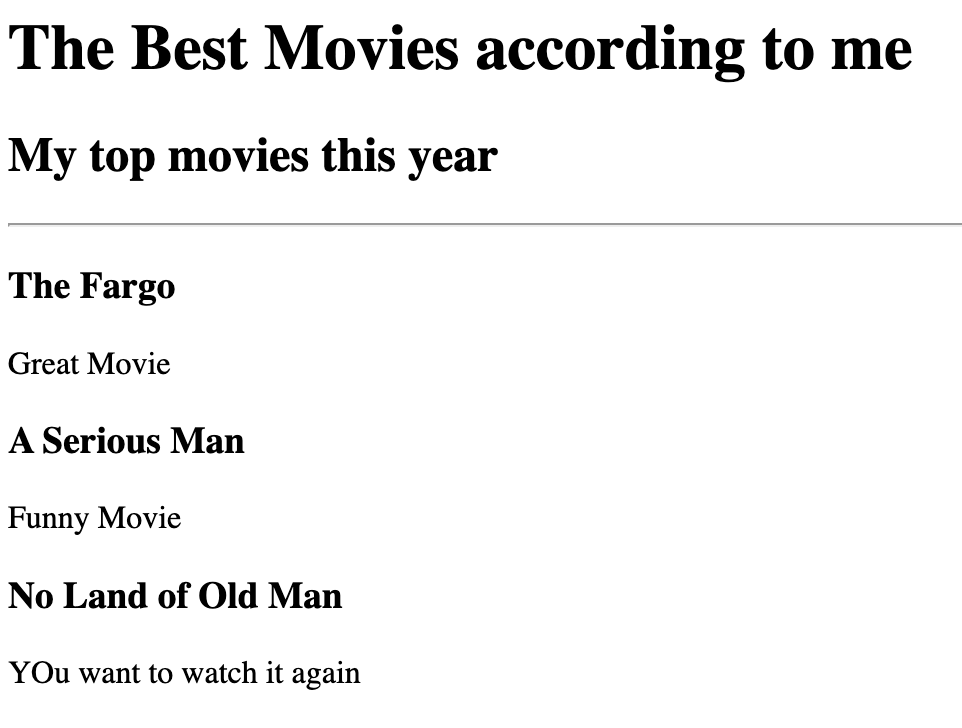 The Best Movies according to me
My top movies this year
The Fargo
Great Movie
A Serious Man
Funny Movie
No Land of Old Man
YOu want to watch it again